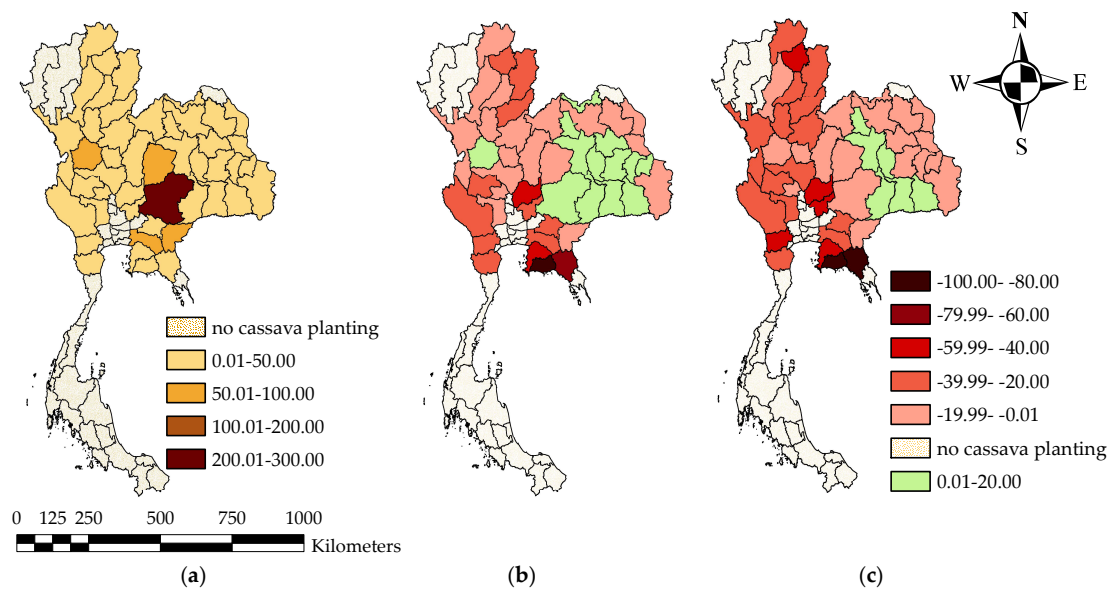 N
W
E
S
no cassava planting
0.01-50.00
50.01-100.00
100.01-200.00
200.01-300.00
-100.00- -80.00
-79.99- -60.00
-59.99- -40.00
-39.99- -20.00
-19.99- -0.01
no cassava planting
0.01-20.00
0 125 250 500 750 1000
Kilometers
(a) (b) (c)